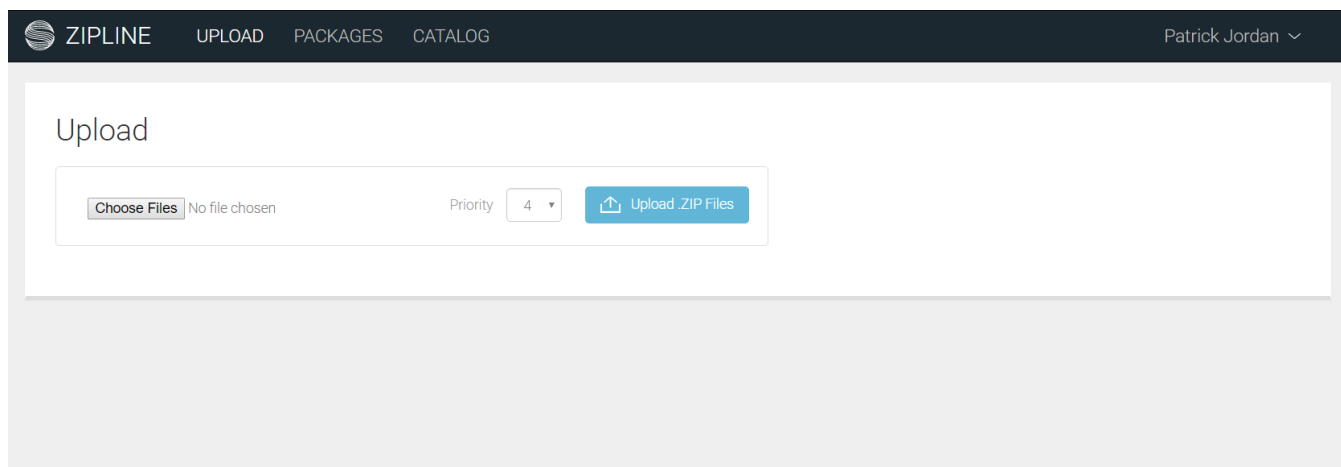 ZIPLINE UPLOAD PACKAGES CATALOG Patrick Jordan
Upload
Choose Files No file chosen Priority 4 Upload .ZIP Files